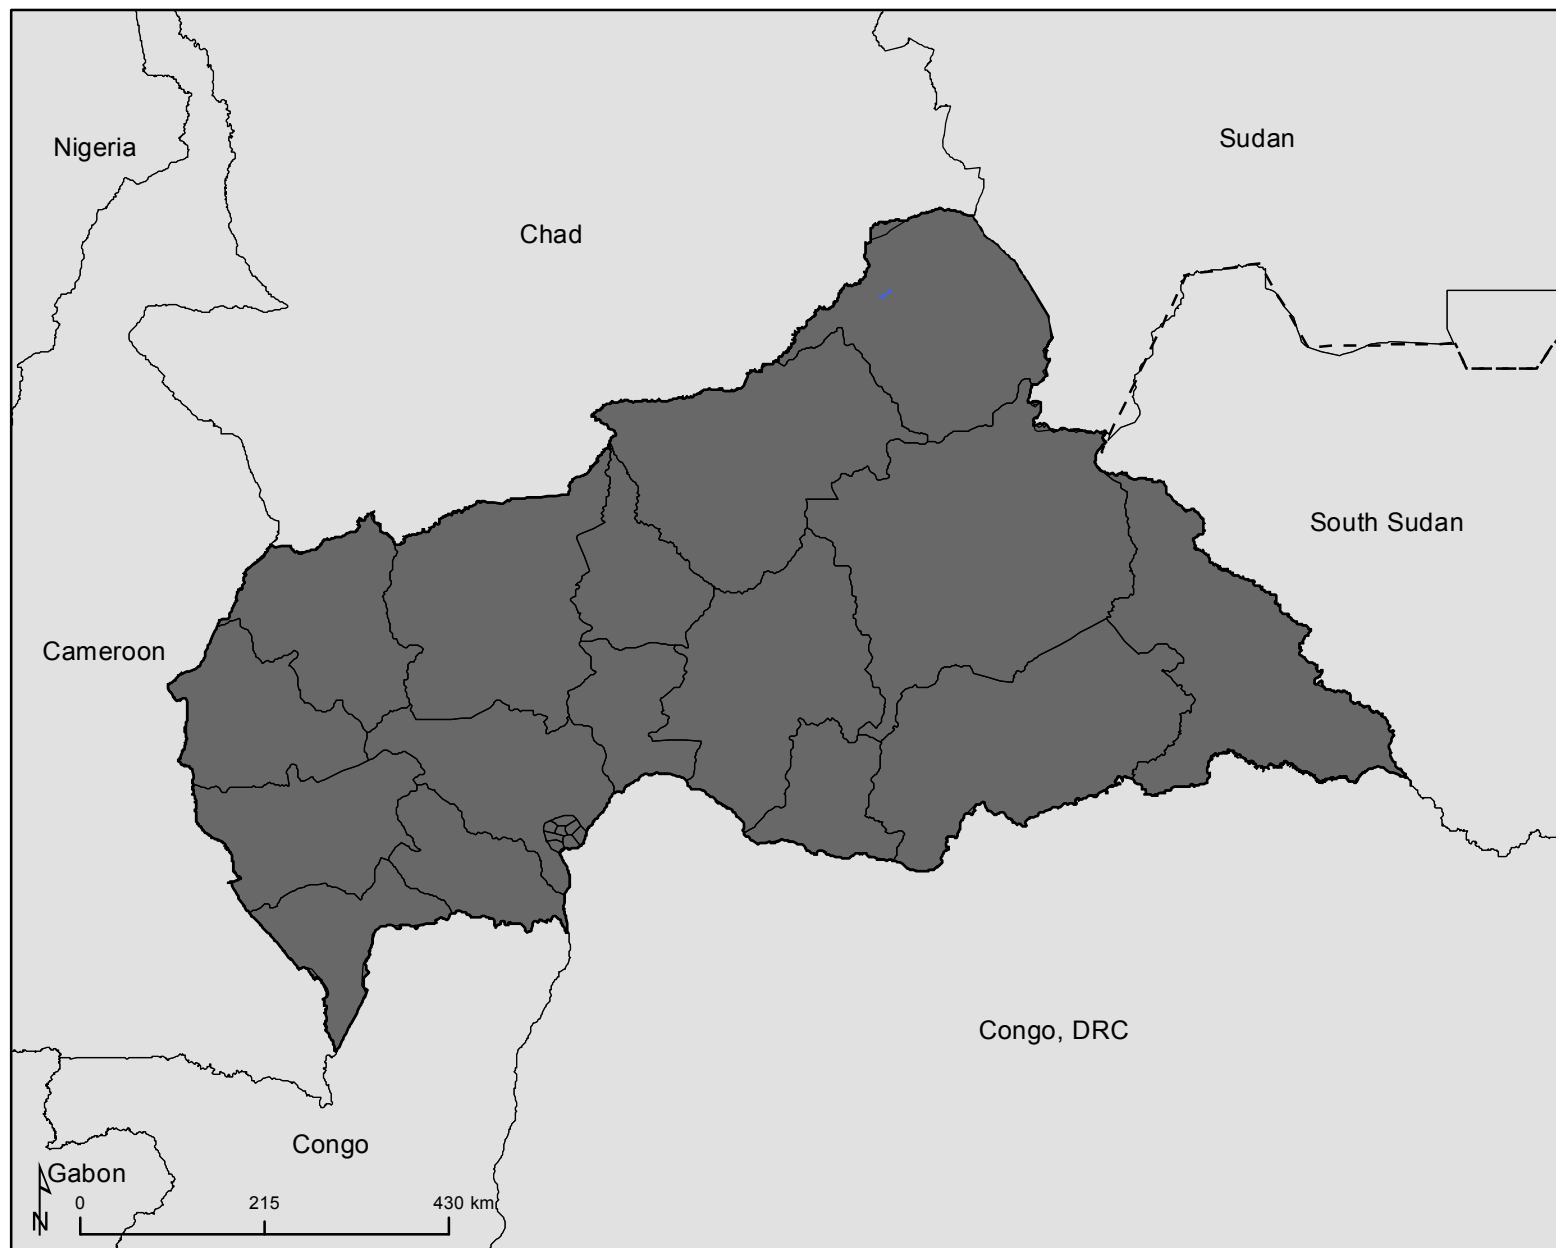 Nigeria
Sudan
Chad
South Sudan
Cameroon
Congo, DRC
Congo
Gabon
0 215 430 km
N